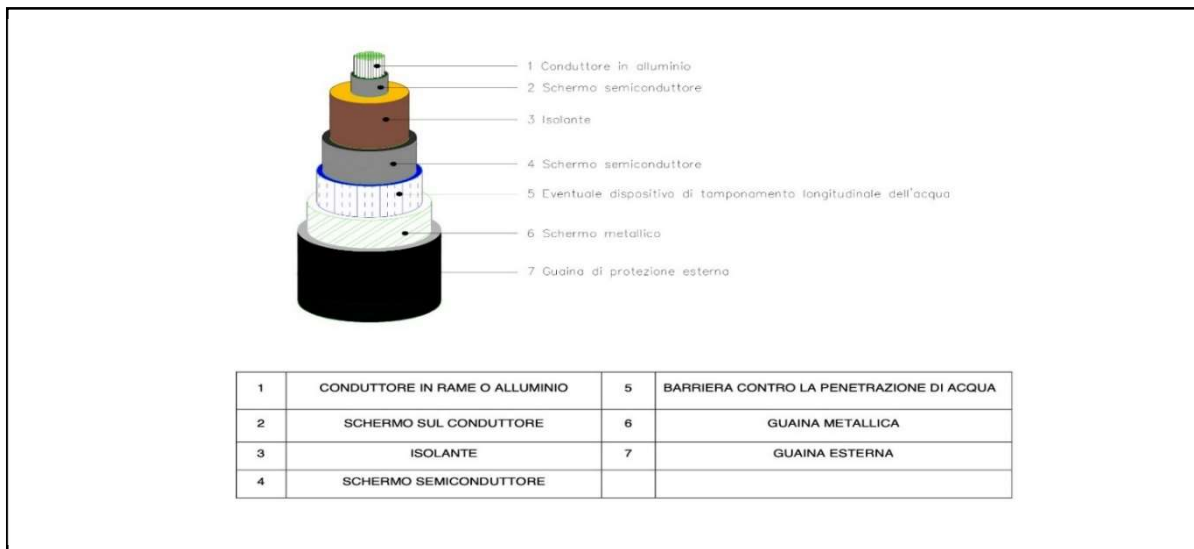 1 Conduttore in alluminio
2 Schermo semiconduttore
3 Isolante
4 Schermo semiconduttore
5 Eventuale dispositivo di tamponamento longitudinale dell'acqua
6 Schermo metallico
7 Guaina di protezione esterna
1 CONDUTTORE IN RAME O ALLUMINIO 5 BARRIERA CONTRO LA PENETRAZIONE DI ACQUA
2 SCHERMO SUL CONDUTTORE 6 GUAINA METALLICA
3 ISOLANTE 7 GUAINA ESTERNA
4 SCHERMO SEMICONDUTTORE